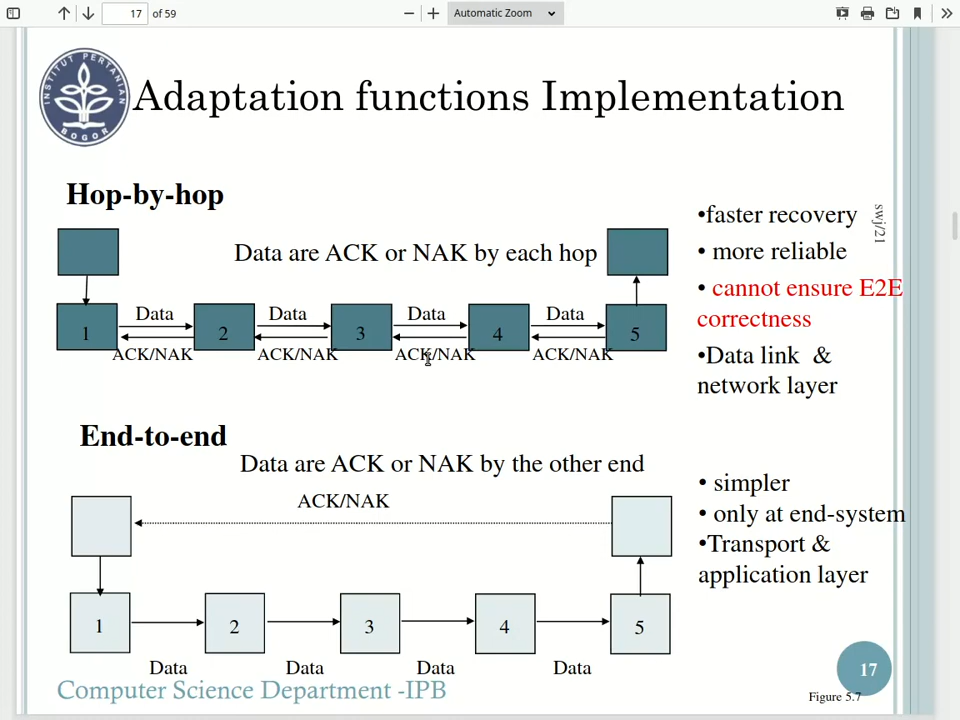 17 of 59
Automatic Zoom
INSTITUT PERTANIAN
BOGOR
Adaptation functions Implementation
Hop-by-hop
Data are ACK or NAK by each hop
Data Data Data Data
1 2 3 4 5
ACK/NAK ACK/NAK ACK/NAK ACK/NAK
•faster recovery
• more reliable
• cannot ensure E2E
correctness
•Data link &
network layer
swj/21
End-to-end
Data are ACK or NAK by the other end
ACK/NAK
1 2 3 4 5
Data Data Data Data
• simpler
• only at end-system
•Transport &
application layer
Computer Science Department -IPB
17
Figure 5.7